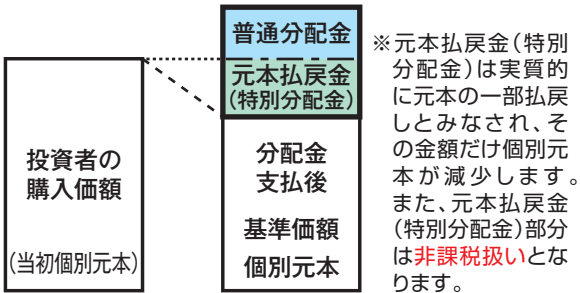 普通分配金
元本払戻金
(特別分配金)
投資者の
購入価額
(当初個別元本)
分配金
支払後
基準価額
個別元本
※元本払戻金(特別
分配金)は実質的
に元本の一部払戻
しとみなされ、そ
の金額だけ個別元
本が減少します。
また、元本払戻金
(特別分配金)部分
は非課税扱いとな
ります。